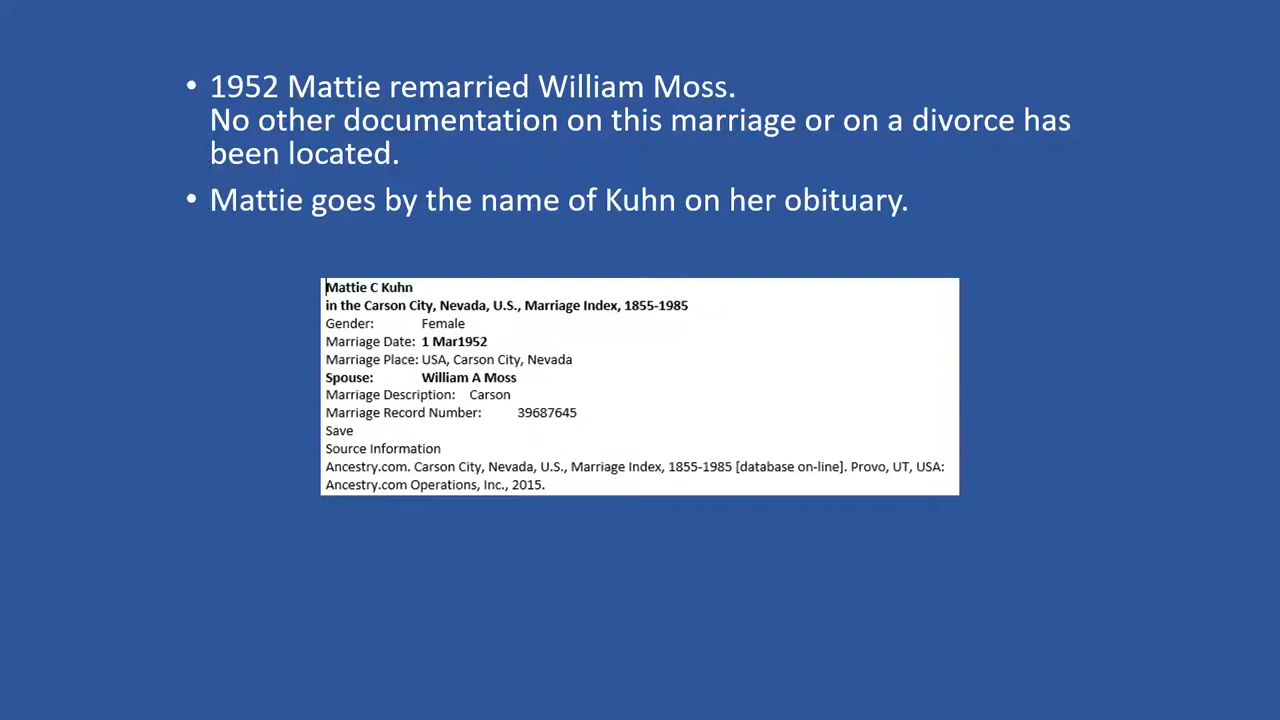 • 1952 Mattie remarried William Moss.
No other documentation on this marriage or on a divorce has
been located.
• Mattie goes by the name of Kuhn on her obituary.
Mattie C Kuhn
in the Carson City, Nevada, U.S., Marriage Index, 1855-1985
Gender: Female
Marriage Date: 1 Mar1952
Marriage Place: USA, Carson City, Nevada
Spouse: William A Moss
Marriage Description: Carson
Marriage Record Number: 39687645
Save
Source Information
Ancestry.com. Carson City, Nevada, U.S., Marriage Index, 1855-1985 [database on-line]. Provo, UT, USA:
Ancestry.com Operations, Inc., 2015.